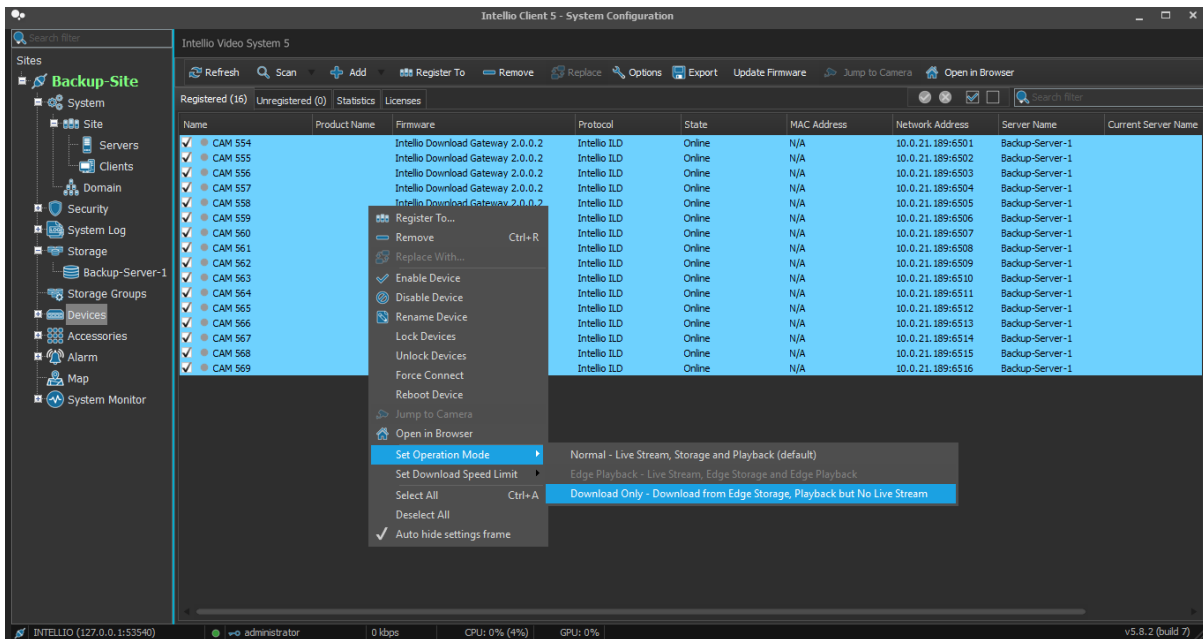 Intellio Client 5 - System Configuration
Search filter
Sites
Backup-Site
System
Site
Servers
Clients
Domain
Security
System Log
Storage
Backup-Server-1
Storage Groups
Devices
Accessories
Alarm
Map
System Monitor
Intellio Video System 5
Refresh Scan Add Register To Remove Replace Options Export Update Firmware Jump to Camera Open in Browser
Registered (16) Unregistered (0) Statistics Licenses Search filter
Name Product Name Firmware Protocol State MAC Address Network Address Server Name Current Server Name
CAM 554 Intellio Download Gateway 2.0.0.2 Intellio ILD Online N/A 10.0.21.189:6501 Backup-Server-1
CAM 555 Intellio Download Gateway 2.0.0.2 Intellio ILD Online N/A 10.0.21.189:6502 Backup-Server-1
CAM 556 Intellio Download Gateway 2.0.0.2 Intellio ILD Online N/A 10.0.21.189:6503 Backup-Server-1
CAM 557 Intellio Download Gateway 2.0.0.2 Intellio ILD Online N/A 10.0.21.189:6504 Backup-Server-1
CAM 558 Intellio Download Gateway 2.0.0.2 Intellio ILD Online N/A 10.0.21.189:6505 Backup-Server-1
CAM 559 Intellio ILD Online N/A 10.0.21.189:6506 Backup-Server-1
CAM 560 Intellio ILD Online N/A 10.0.21.189:6507 Backup-Server-1
CAM 561 Intellio ILD Online N/A 10.0.21.189:6508 Backup-Server-1
CAM 562 Intellio ILD Online N/A 10.0.21.189:6509 Backup-Server-1
CAM 563 Intellio ILD Online N/A 10.0.21.189:6510 Backup-Server-1
CAM 564 Intellio ILD Online N/A 10.0.21.189:6511 Backup-Server-1
CAM 565 Intellio ILD Online N/A 10.0.21.189:6512 Backup-Server-1
CAM 566 Intellio ILD Online N/A 10.0.21.189:6513 Backup-Server-1
CAM 567 Intellio ILD Online N/A 10.0.21.189:6514 Backup-Server-1
CAM 568 Intellio ILD Online N/A 10.0.21.189:6515 Backup-Server-1
CAM 569 Intellio ILD Online N/A 10.0.21.189:6516 Backup-Server-1
Register To...
Remove Ctrl+R
Replace With...
Enable Device
Disable Device
Rename Device
Lock Devices
Unlock Devices
Force Connect
Reboot Device
Jump to Camera
Open in Browser
Set Operation Mode
Set Download Speed Limit
Select All Ctrl+A
Deselect All
Auto hide settings frame
Normal - Live Stream, Storage and Playback (default)
Edge Playback - Live Stream, Edge Storage and Edge Playback
Download Only - Download from Edge Storage, Playback but No Live Stream
INTELLIO (127.0.0.1:53540) administrator 0 kbps CPU: 0% (4%) GPU: 0% v5.8.2 (build 7)